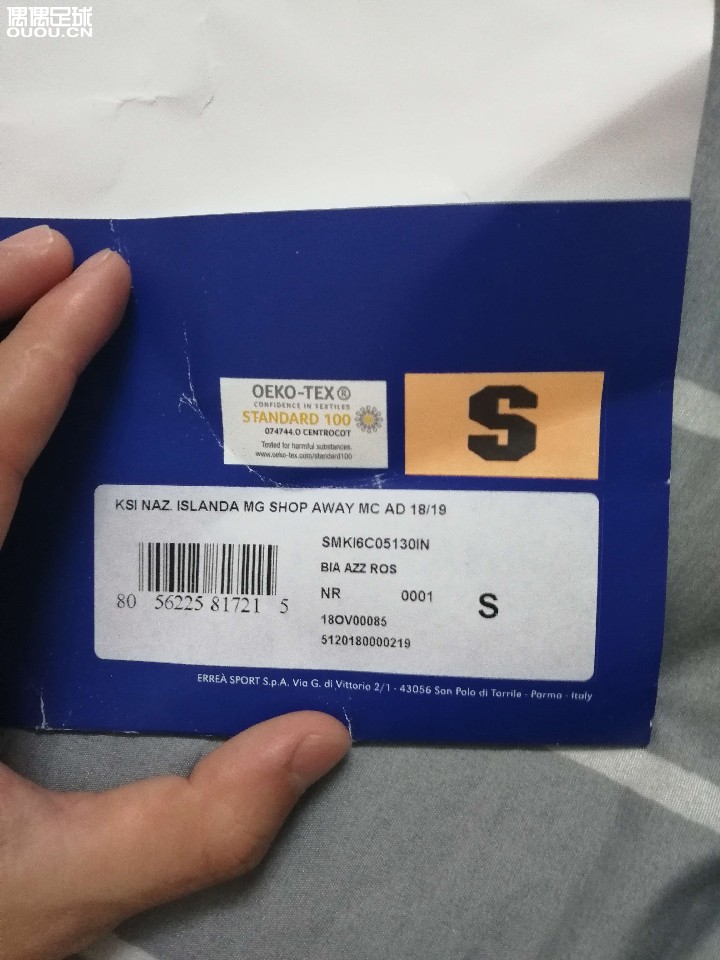 偶偶足球
OUOU.CN
OEKO-TEX®
CONFIDENCE IN TEXTILES
STANDARD 100
074744.O CENTROCOT
Tested for harmful substances.
www.oeko-tex.com/standard100
S
KSI NAZ. ISLANDA MG SHOP AWAY MC AD 18/19
SMKI6C05130IN
BIA AZZ ROS
NR 0001
S
18OV00085
5120180000219
80 56225 81721 5
ERREÀ SPORT S.p.A. Via G. di Vittorio 2/1 - 43056 San Polo di Torrile - Parma - Italy